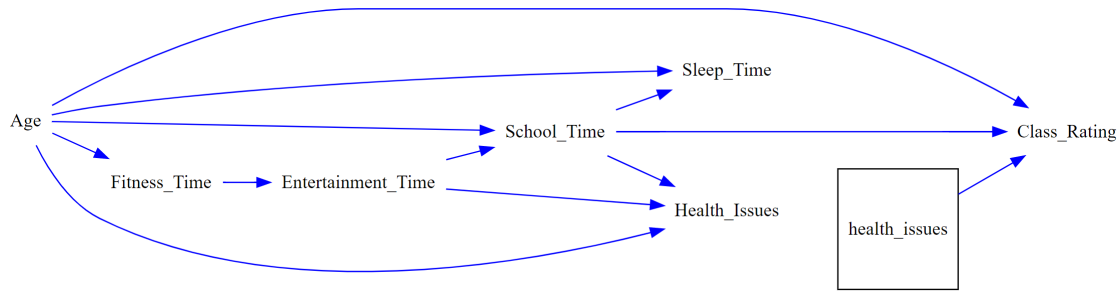 Age
Fitness_Time
Entertainment_Time
School_Time
Sleep_Time
Health_Issues
health_issues
Class_Rating